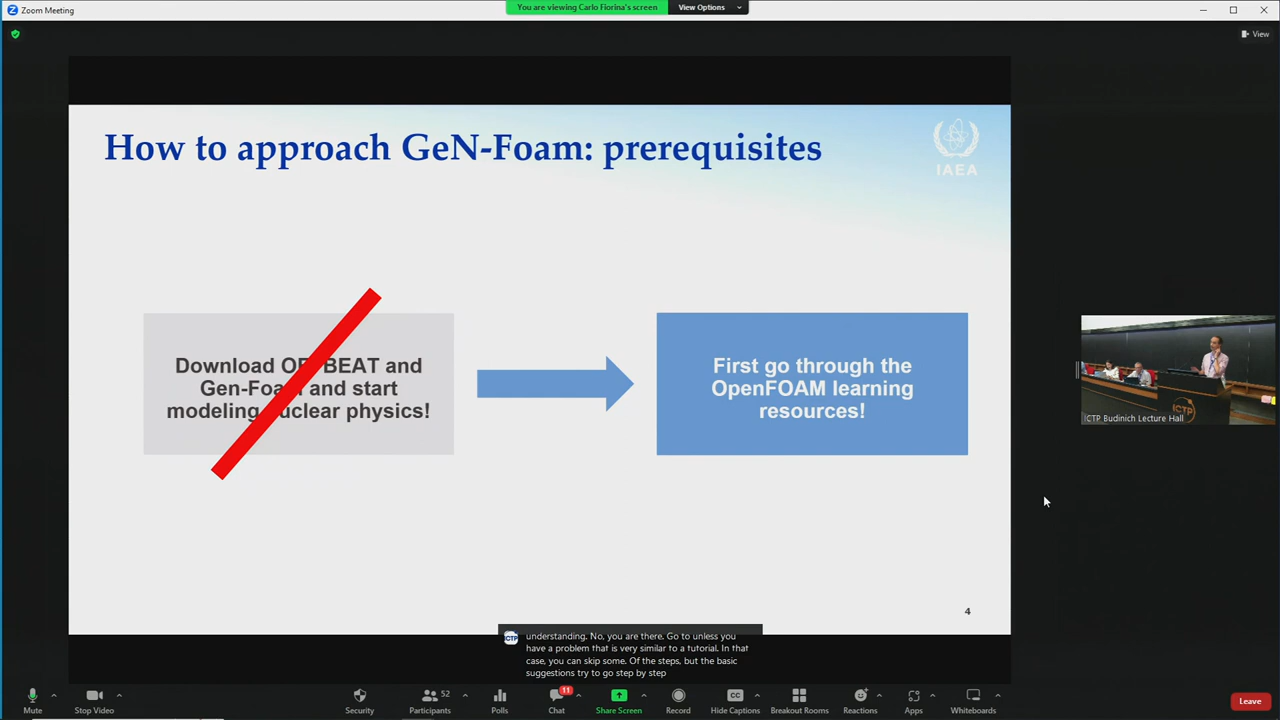 Zoom Meeting
You are viewing Carlo Fiorina's screen
View Options
View
How to approach GeN-Foam: prerequisites
IAEA
Download OFFBEAT and
Gen-Foam and start
modeling nuclear physics!
First go through the
OpenFOAM learning
resources!
ICTP
ICTP Budinich Lecture Hall
4
ICTP
understanding. No, you are there. Go to unless you
have a problem that is very similar to a tutorial. In that
case, you can skip some. Of the steps, but the basic
suggestions try to go step by step
Mute
Stop Video
Security
52
Participants
Polls
11
Chat
Share Screen
Record
CC
Hide Captions
Breakout Rooms
Reactions
Apps
Whiteboards
Leave